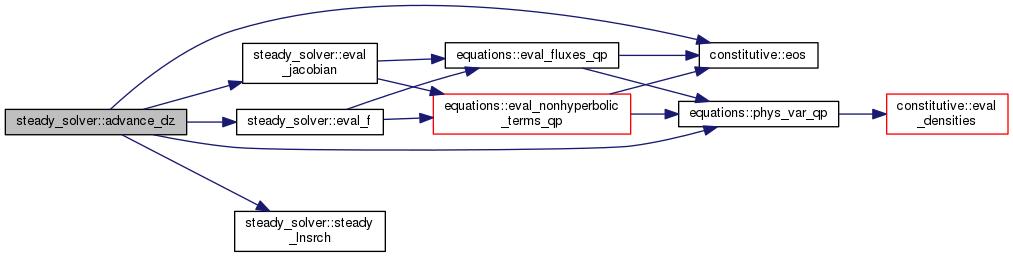 steady_solver::advance_dz
steady_solver::eval
_jacobian
steady_solver::eval_f
steady_solver::steady
_lnsrch
equations::eval_fluxes_qp
equations::eval_nonhyperbolic
_terms_qp
constitutive::eos
equations::phys_var_qp
constitutive::eval
_densities